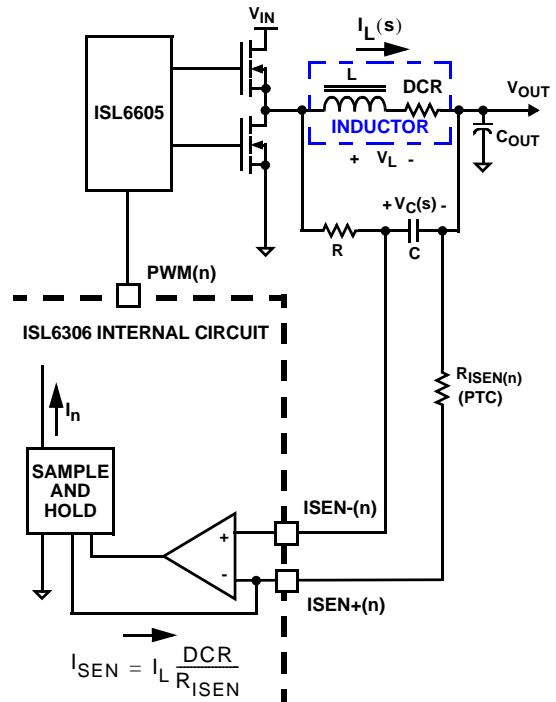 V_IN
I_L(s)
ISL6605
L
DCR
V_OUT
INDUCTOR
C_OUT
+ V_L -
+ V_C(s) -
R
C
PWM(n)
ISL6306 INTERNAL CIRCUIT
R_ISEN(n)
(PTC)
I_n
SAMPLE
AND
HOLD
ISEN-(n)
+
-
ISEN+(n)
I_SEN = I_L DCR / R_ISEN